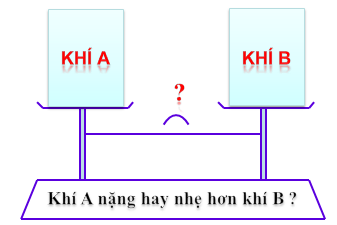 KHÍ A
KHÍ B
?
Khí A nặng hay nhẹ hơn khí B ?